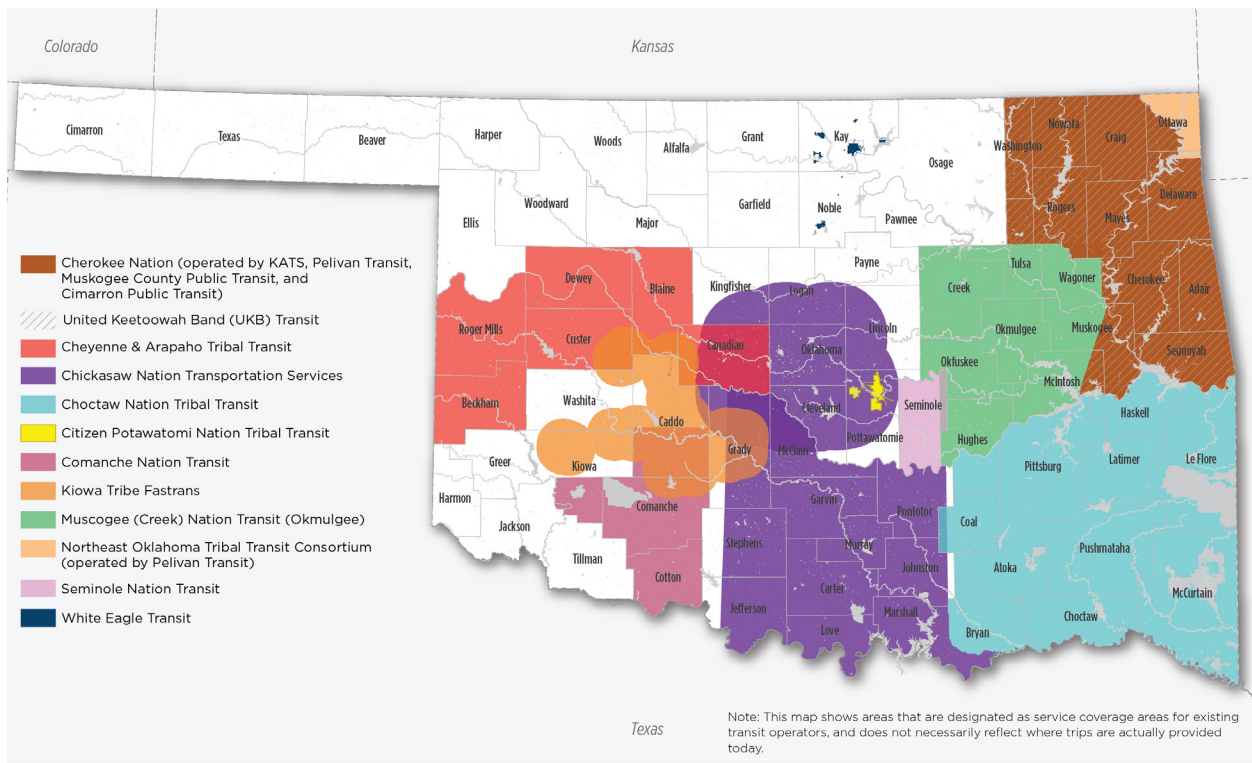 Colorado
Kansas
Cimarron
Texas
Beaver
Harper
Woods
Alfalfa
Grant
Kay
Osage
Washington
Nowata
Craig
Ottawa
Ellis
Woodward
Major
Garfield
Noble
Pawnee
Rogers
Mayes
Delaware
Dewey
Blaine
Kingfisher
Logan
Payne
Creek
Tulsa
Wagoner
Cherokee
Adair
Roger Mills
Custer
Canadian
Oklahoma
Lincoln
Okmulgee
Muskogee
Sequoyah
Okfuskee
McIntosh
Beckham
Washita
Caddo
Cleveland
Seminole
Haskell
Grady
McClain
Pottawatomie
Hughes
Greer
Kiowa
Pittsburg
Latimer
Le Flore
Harmon
Jackson
Comanche
Garvin
Pontotoc
Coal
Tillman
Stephens
Murray
Johnston
Atoka
Pushmataha
Cotton
Carter
McCurtain
Jefferson
Love
Marshall
Bryan
Choctaw
Cherokee Nation (operated by KATS, Pelivan Transit,
Muskogee County Public Transit, and
Cimarron Public Transit)
United Keetoowah Band (UKB) Transit
Cheyenne & Arapaho Tribal Transit
Chickasaw Nation Transportation Services
Choctaw Nation Tribal Transit
Citizen Potawatomi Nation Tribal Transit
Comanche Nation Transit
Kiowa Tribe Fastrans
Muscogee (Creek) Nation Transit (Okmulgee)
Northeast Oklahoma Tribal Transit Consortium
(operated by Pelivan Transit)
Seminole Nation Transit
White Eagle Transit
Texas
Note: This map shows areas that are designated as service coverage areas for existing
transit operators, and does not necessarily reflect where trips are actually provided
today.